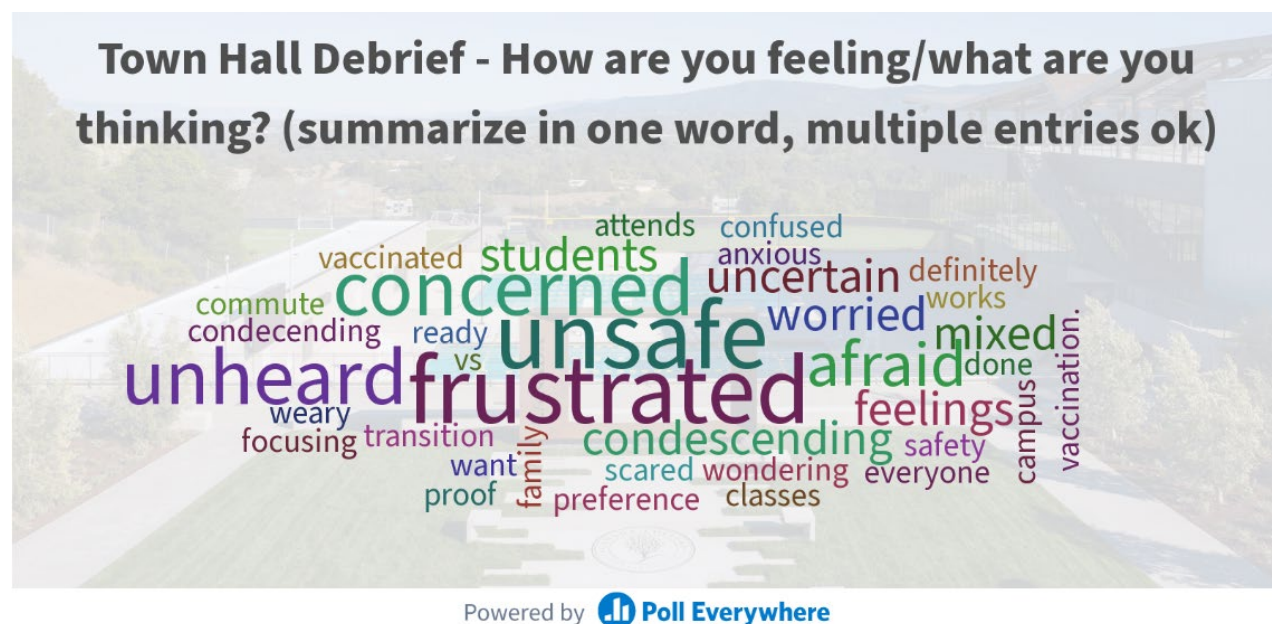 Town Hall Debrief - How are you feeling/what are you
thinking? (summarize in one word, multiple entries ok)
attends confused
vaccinated students anxious
concerned uncertain definitely
commute works
condecending ready unsafe worried mixed
vs afraid done
unheard frustrated
weary feelings
focusing transition condescending safety
want scared wondering everyone
proof preference classes
family
campus
vaccination.
Powered by Poll Everywhere